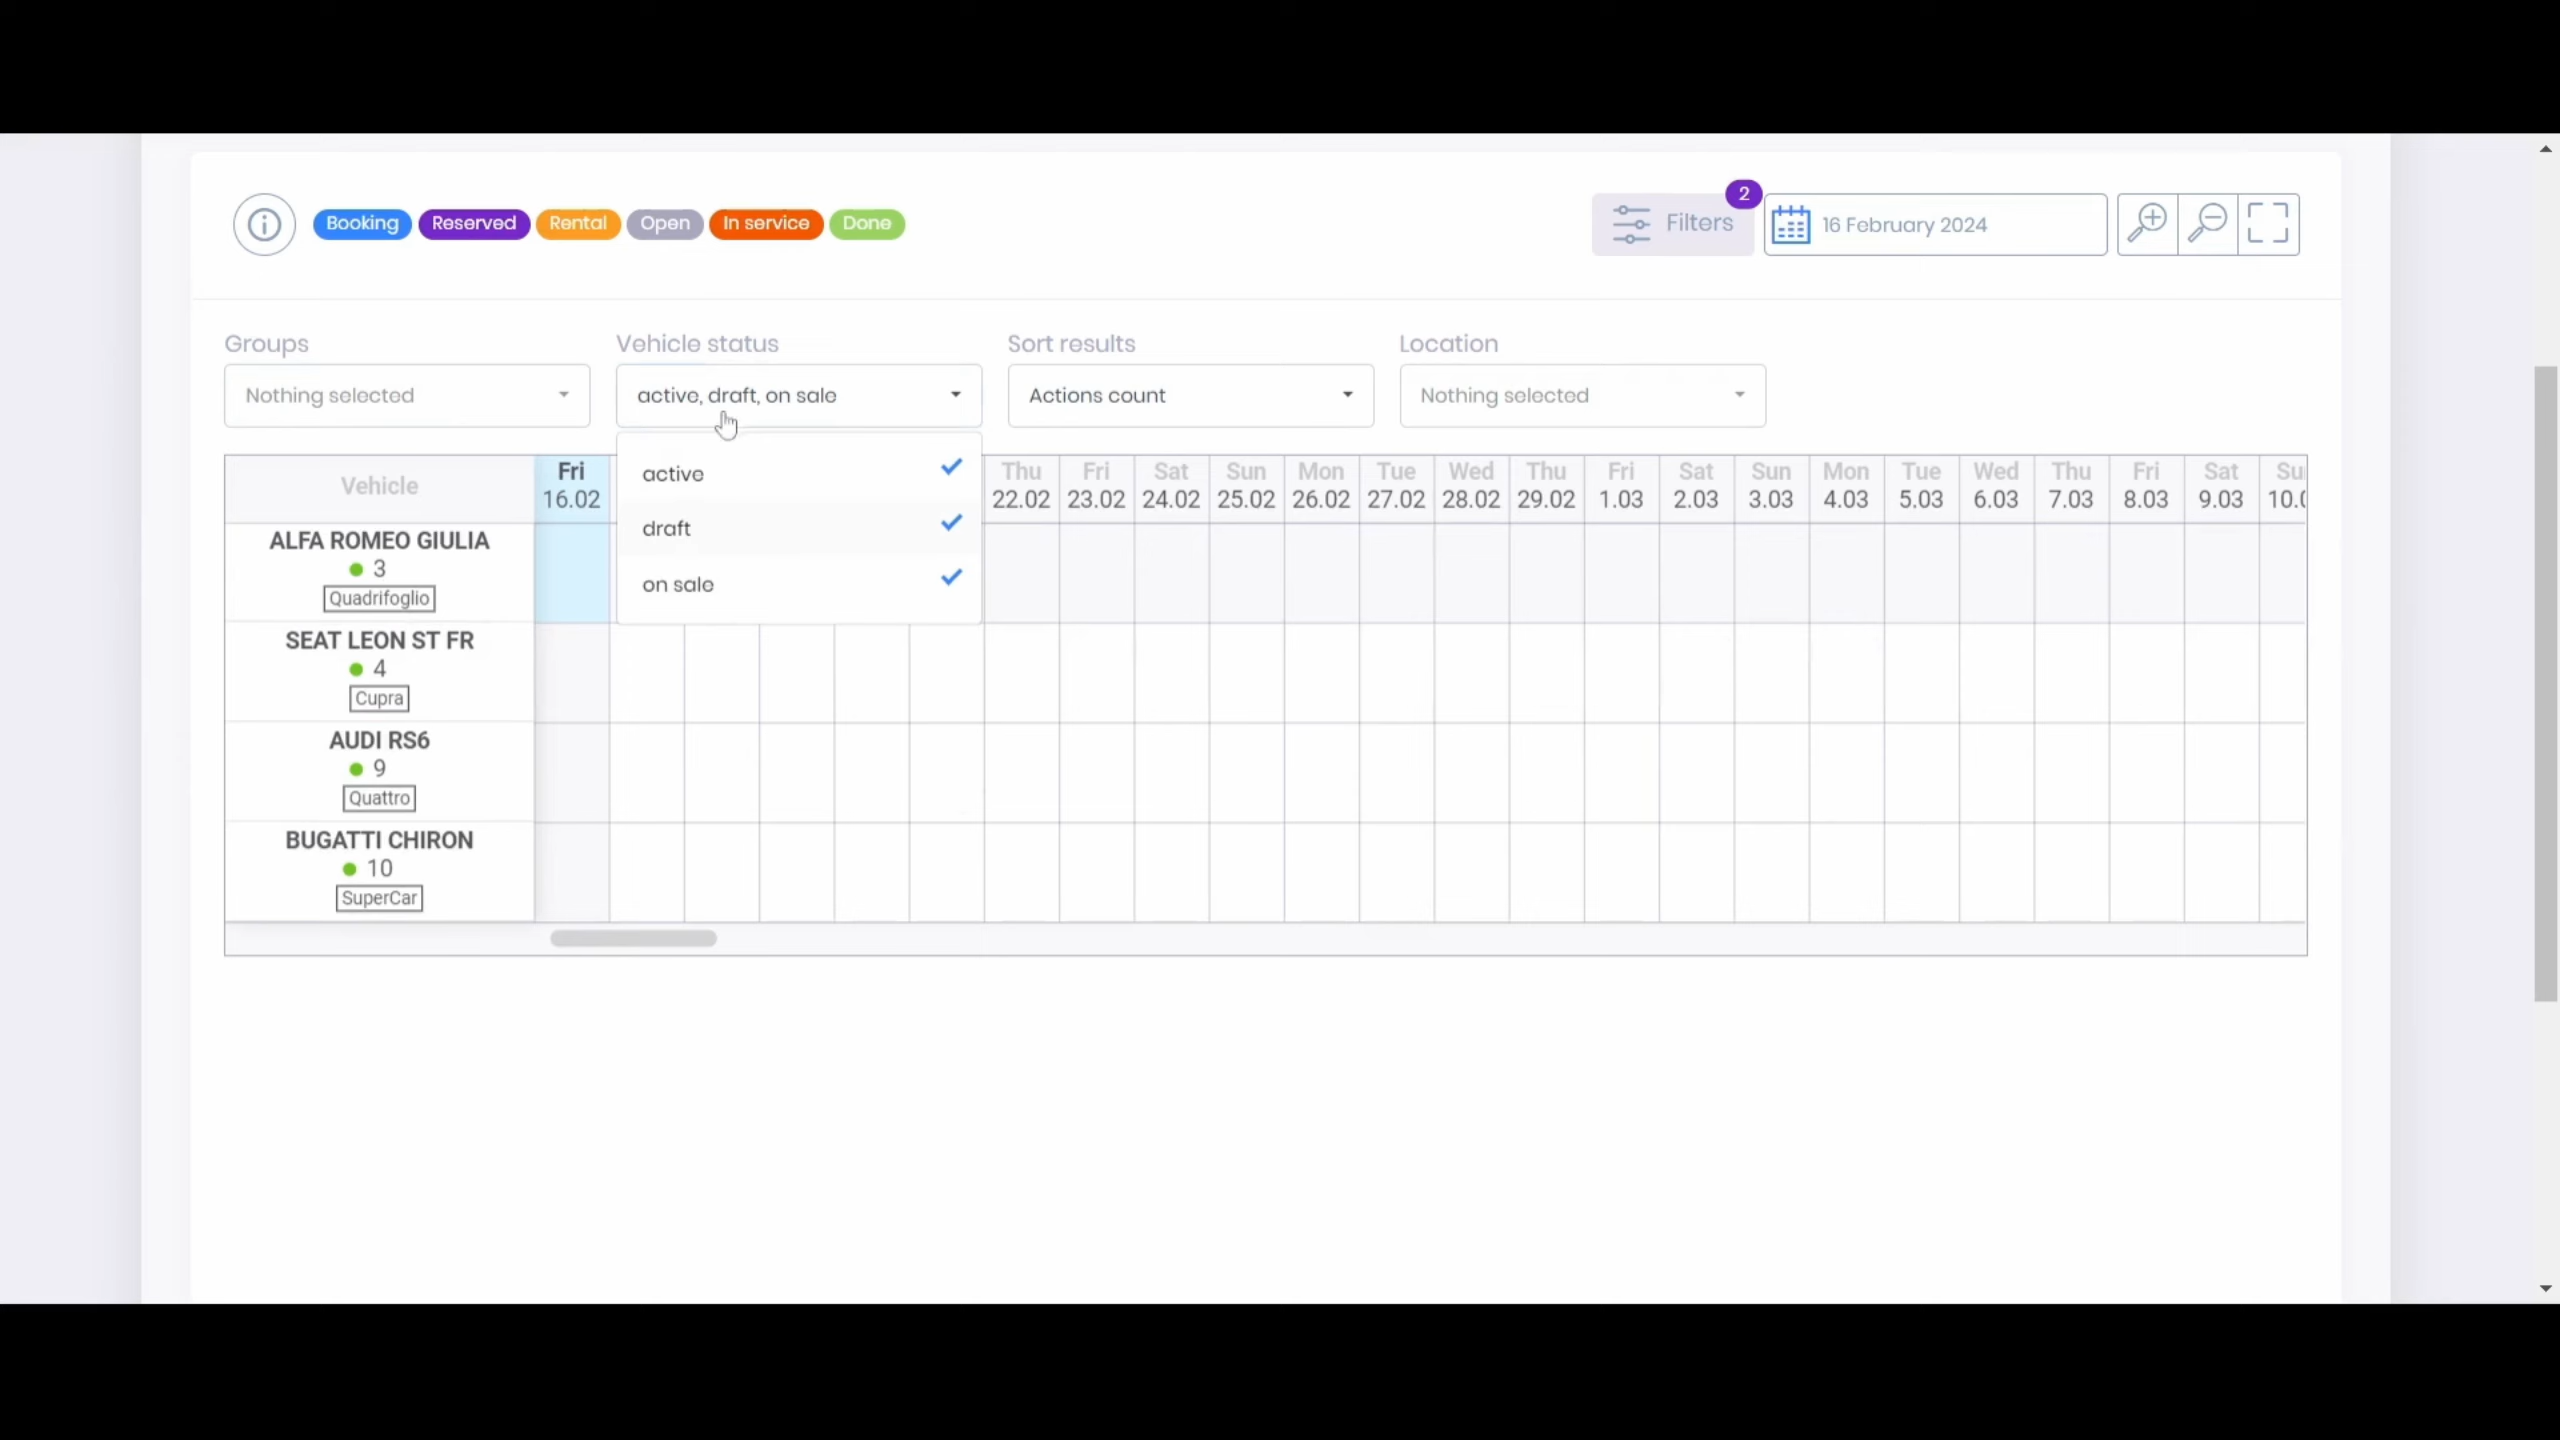 Booking Reserved Rental Open In service Done
Filters 2
16 February 2024
Groups Vehicle status Sort results Location
Nothing selected active, draft, on sale Actions count Nothing selected
active
draft
on sale
Vehicle
Fri Thu Fri Sat Sun Mon Tue Wed Thu Fri Sat Sun Mon Tue Wed Thu Fri Sat
16.02 22.02 23.02 24.02 25.02 26.02 27.02 28.02 29.02 1.03 2.03 3.03 4.03 5.03 6.03 7.03 8.03 9.03
ALFA ROMEO GIULIA
3
Quadrifoglio
SEAT LEON ST FR
4
Cupra
AUDI RS6
9
Quattro
BUGATTI CHIRON
10
SuperCar